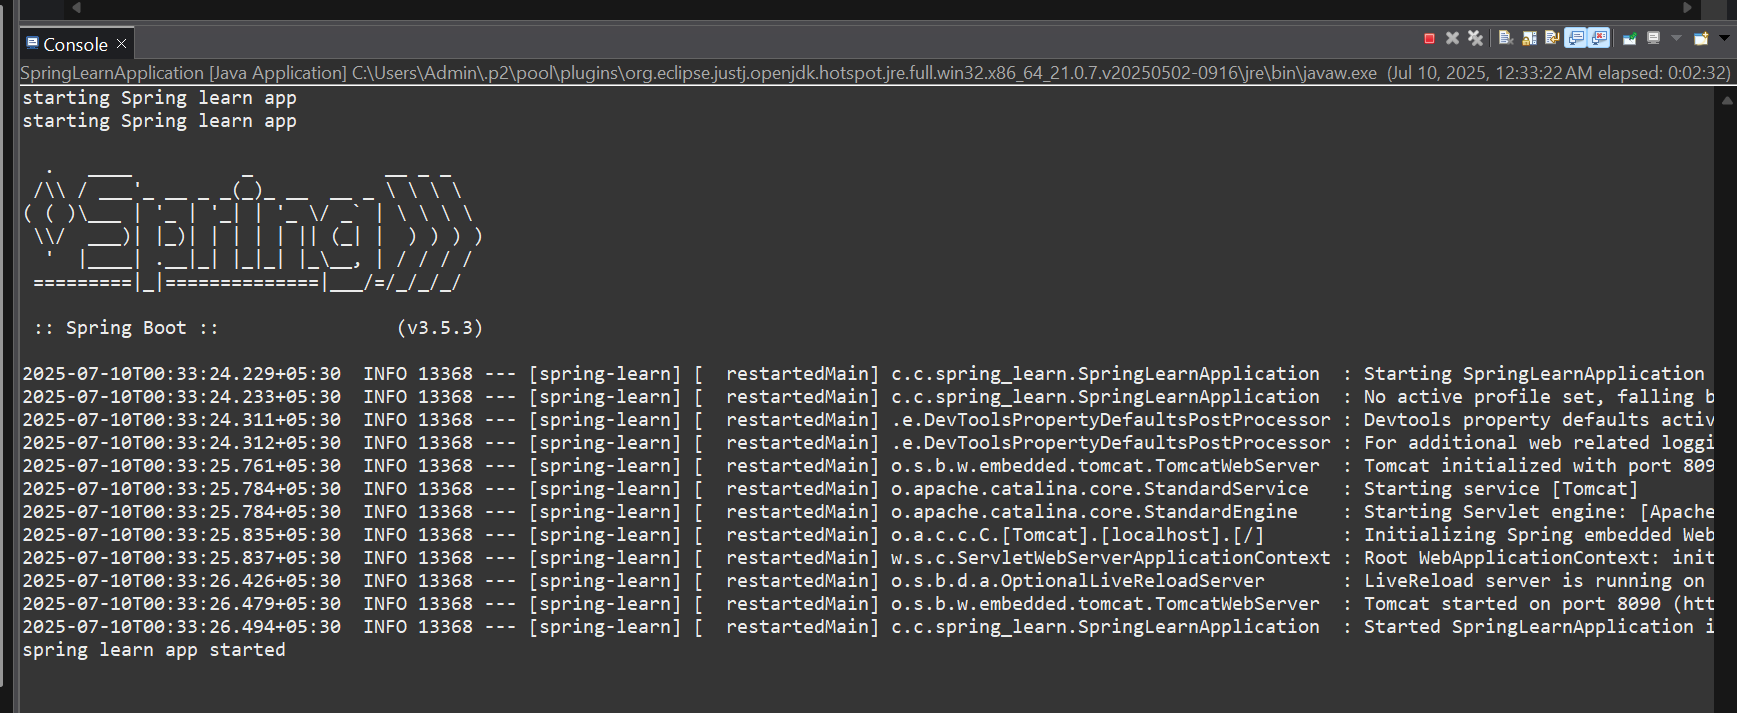 Console
SpringLearnApplication [Java Application] C:\Users\Admin\.p2\pool\plugins\org.eclipse.justj.openjdk.hotspot.jre.full.win32.x86_64_21.0.7.v20250502-0916\jre\bin\javaw.exe (Jul 10, 2025, 12:33:22 AM elapsed: 0:02:32)
starting Spring learn app
starting Spring learn app
  .   ____          _            __ _ _
 /\\ / ___'_ __ _ _(_)_ __  __ _ \ \ \ \
( ( )\___ | '_ | '_| | '_ \/ _` | \ \ \ \
 \\/  ___)| |_)| | | | | || (_| |  ) ) ) )
  '  |____| .__|_| |_|_| |_\__, | / / / /
 =========|_|==============|___/=/_/_/_/
 :: Spring Boot ::                (v3.5.3)
2025-07-10T00:33:24.229+05:30  INFO 13368 --- [spring-learn] [  restartedMain] c.c.spring_learn.SpringLearnApplication  : Starting SpringLearnApplication
2025-07-10T00:33:24.233+05:30  INFO 13368 --- [spring-learn] [  restartedMain] c.c.spring_learn.SpringLearnApplication  : No active profile set, falling b
2025-07-10T00:33:24.311+05:30  INFO 13368 --- [spring-learn] [  restartedMain] .e.DevToolsPropertyDefaultsPostProcessor : Devtools property defaults activ
2025-07-10T00:33:24.312+05:30  INFO 13368 --- [spring-learn] [  restartedMain] .e.DevToolsPropertyDefaultsPostProcessor : For additional web related loggi
2025-07-10T00:33:25.761+05:30  INFO 13368 --- [spring-learn] [  restartedMain] o.s.b.w.embedded.tomcat.TomcatWebServer  : Tomcat initialized with port 809
2025-07-10T00:33:25.784+05:30  INFO 13368 --- [spring-learn] [  restartedMain] o.apache.catalina.core.StandardService   : Starting service [Tomcat]
2025-07-10T00:33:25.784+05:30  INFO 13368 --- [spring-learn] [  restartedMain] o.apache.catalina.core.StandardEngine    : Starting Servlet engine: [Apache
2025-07-10T00:33:25.835+05:30  INFO 13368 --- [spring-learn] [  restartedMain] o.a.c.c.C.[Tomcat].[localhost].[/]       : Initializing Spring embedded Web
2025-07-10T00:33:25.837+05:30  INFO 13368 --- [spring-learn] [  restartedMain] w.s.c.ServletWebServerApplicationContext : Root WebApplicationContext: init
2025-07-10T00:33:26.426+05:30  INFO 13368 --- [spring-learn] [  restartedMain] o.s.b.d.a.OptionalLiveReloadServer       : LiveReload server is running on
2025-07-10T00:33:26.479+05:30  INFO 13368 --- [spring-learn] [  restartedMain] o.s.b.w.embedded.tomcat.TomcatWebServer  : Tomcat started on port 8090 (htt
2025-07-10T00:33:26.494+05:30  INFO 13368 --- [spring-learn] [  restartedMain] c.c.spring_learn.SpringLearnApplication  : Started SpringLearnApplication i
spring learn app started